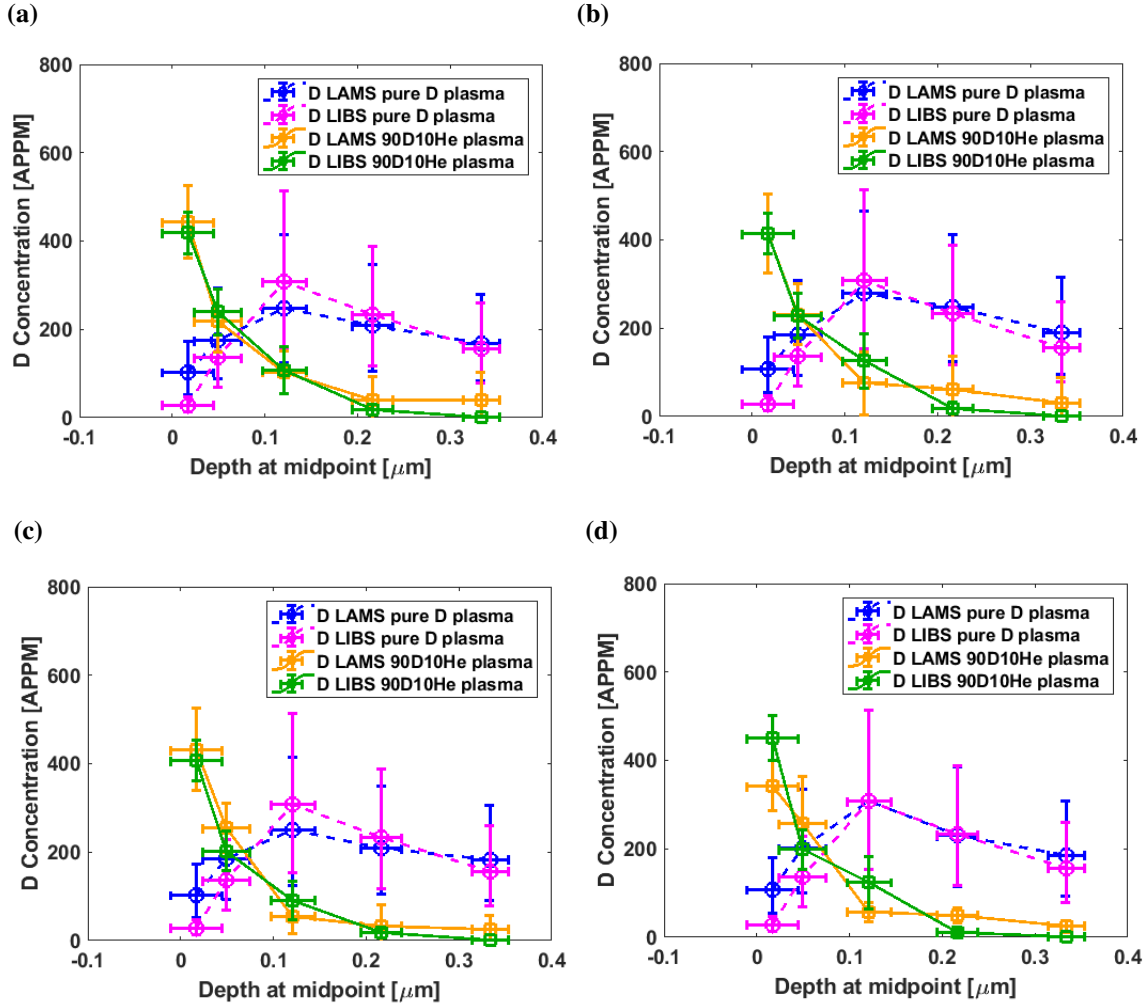 (a)
800
600
400
200
0
D Concentration [APPM]
-0.1 0 0.1 0.2 0.3 0.4
Depth at midpoint [μm]
D LAMS pure D plasma
D LIBS pure D plasma
D LAMS 90D10He plasma
D LIBS 90D10He plasma
(b)
800
600
400
200
0
D Concentration [APPM]
-0.1 0 0.1 0.2 0.3 0.4
Depth at midpoint [μm]
D LAMS pure D plasma
D LIBS pure D plasma
D LAMS 90D10He plasma
D LIBS 90D10He plasma
(c)
800
600
400
200
0
D Concentration [APPM]
-0.1 0 0.1 0.2 0.3 0.4
Depth at midpoint [μm]
D LAMS pure D plasma
D LIBS pure D plasma
D LAMS 90D10He plasma
D LIBS 90D10He plasma
(d)
800
600
400
200
0
D Concentration [APPM]
-0.1 0 0.1 0.2 0.3 0.4
Depth at midpoint [μm]
D LAMS pure D plasma
D LIBS pure D plasma
D LAMS 90D10He plasma
D LIBS 90D10He plasma